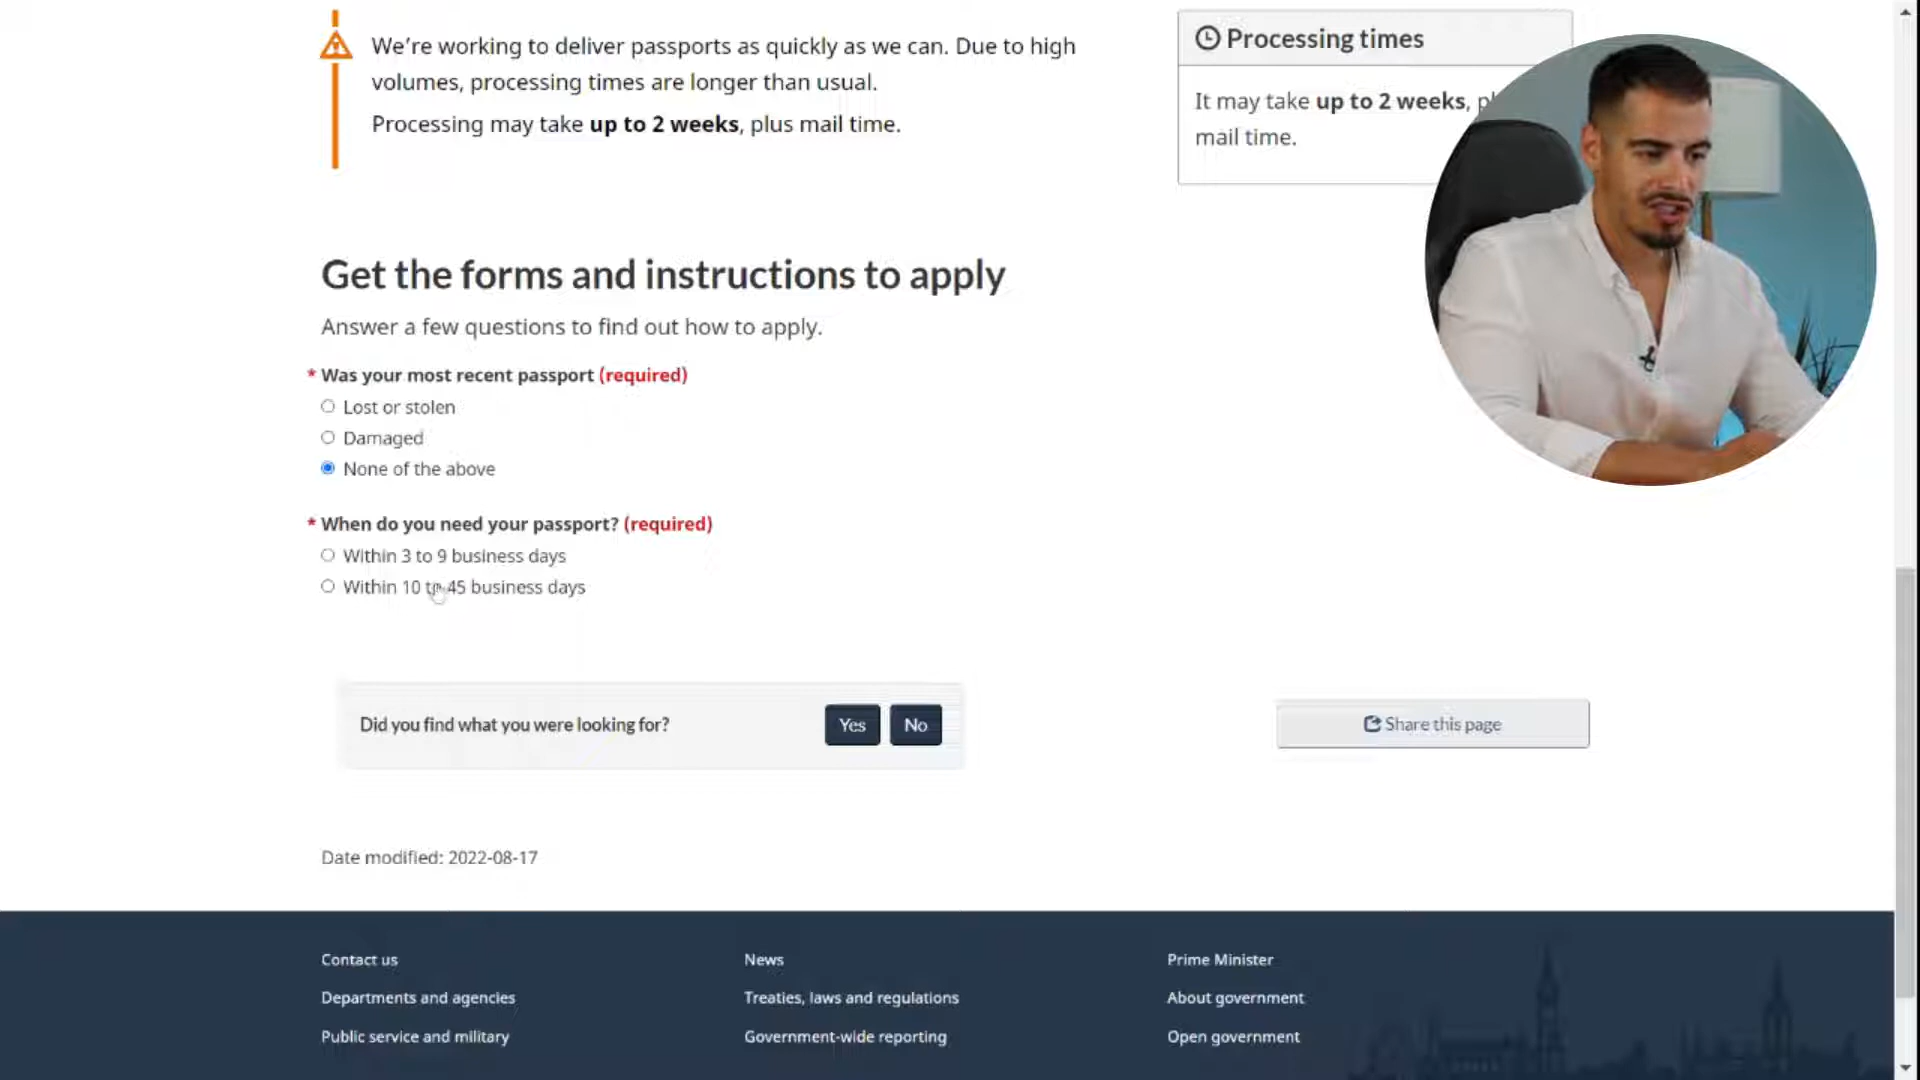 We're working to deliver passports as quickly as we can. Due to high
volumes, processing times are longer than usual.
Processing may take up to 2 weeks, plus mail time.
Processing times
It may take up to 2 weeks,
mail time.
Get the forms and instructions to apply
Answer a few questions to find out how to apply.
* Was your most recent passport (required)
Lost or stolen
Damaged
None of the above
* When do you need your passport? (required)
Within 3 to 9 business days
Within 10 to 45 business days
Did you find what you were looking for?
Yes
No
Share this page
Date modified: 2022-08-17
Contact us
News
Prime Minister
Departments and agencies
Treaties, laws and regulations
About government
Public service and military
Government-wide reporting
Open government